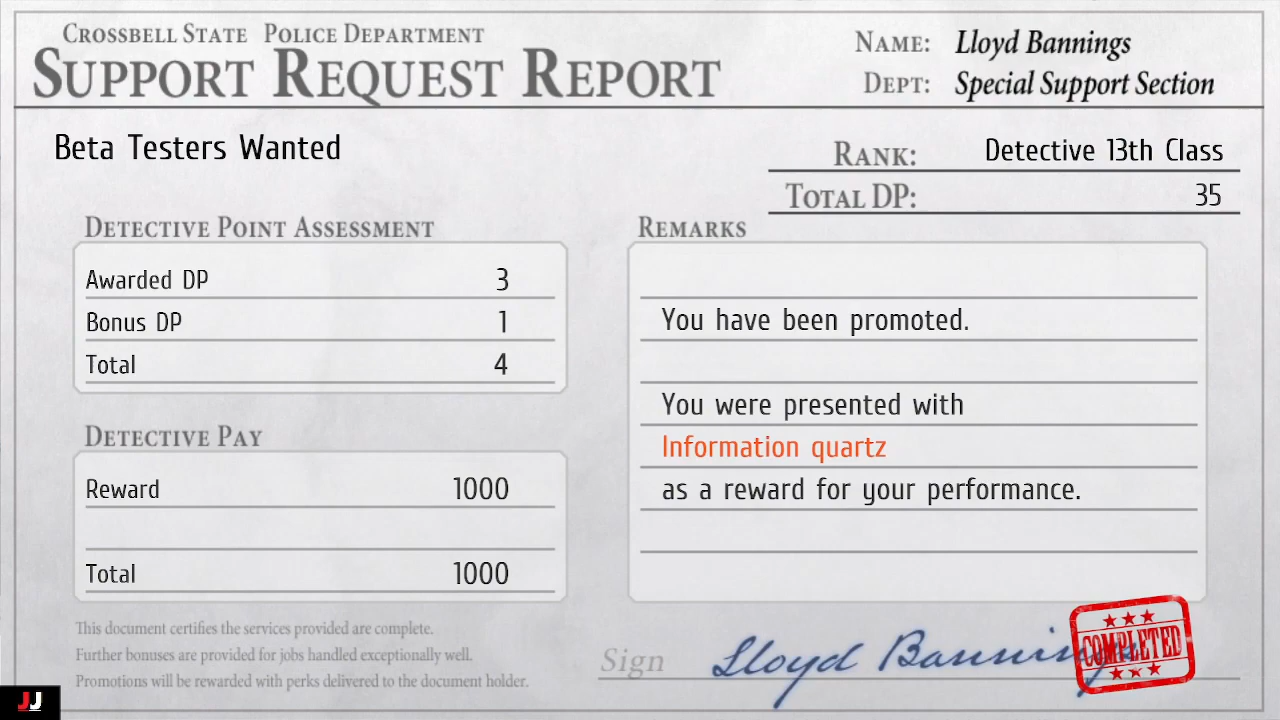 CROSSBELL STATE POLICE DEPARTMENT
SUPPORT REQUEST REPORT
NAME: Lloyd Bannings
DEPT: Special Support Section
Beta Testers Wanted
RANK: Detective 13th Class
TOTAL DP: 35
DETECTIVE POINT ASSESSMENT
Awarded DP 3
Bonus DP 1
Total 4
DETECTIVE PAY
Reward 1000
Total 1000
REMARKS
You have been promoted.
You were presented with
Information quartz
as a reward for your performance.
This document certifies the services provided are complete.
Further bonuses are provided for jobs handled exceptionally well.
Promotions will be rewarded with perks delivered to the document holder.
Sign Lloyd Bannings
COMPLETED
JJ